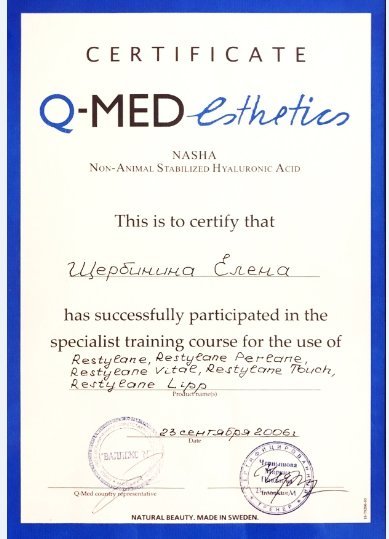 CERTIFICATE
Q-MED esthetics
NASHA
NON-ANIMAL STABILIZED HYALURONIC ACID
This is to certify that
Щербинина Елена
has successfully participated in the
specialist training course for the use of
Restylane, Restylane Perlane,
Restylane Vital, Restylane Touch,
Restylane Lipp
Product name(s)
23 сентября 2006г
Date
Q-Med country representative
NATURAL BEAUTY. MADE IN SWEDEN.